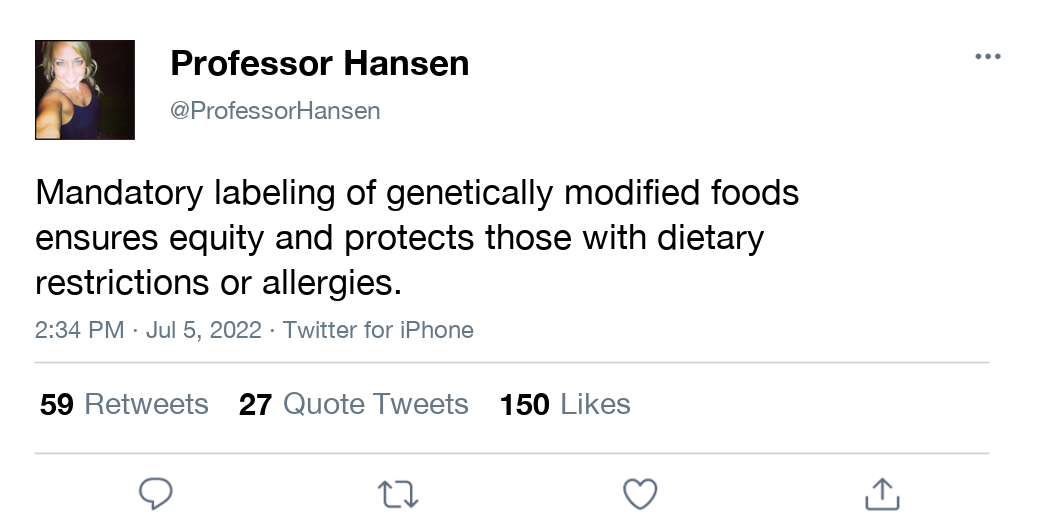 Professor Hansen
@ProfessorHansen
Mandatory labeling of genetically modified foods
ensures equity and protects those with dietary
restrictions or allergies.
2:34 PM · Jul 5, 2022 · Twitter for iPhone
59 Retweets 27 Quote Tweets 150 Likes